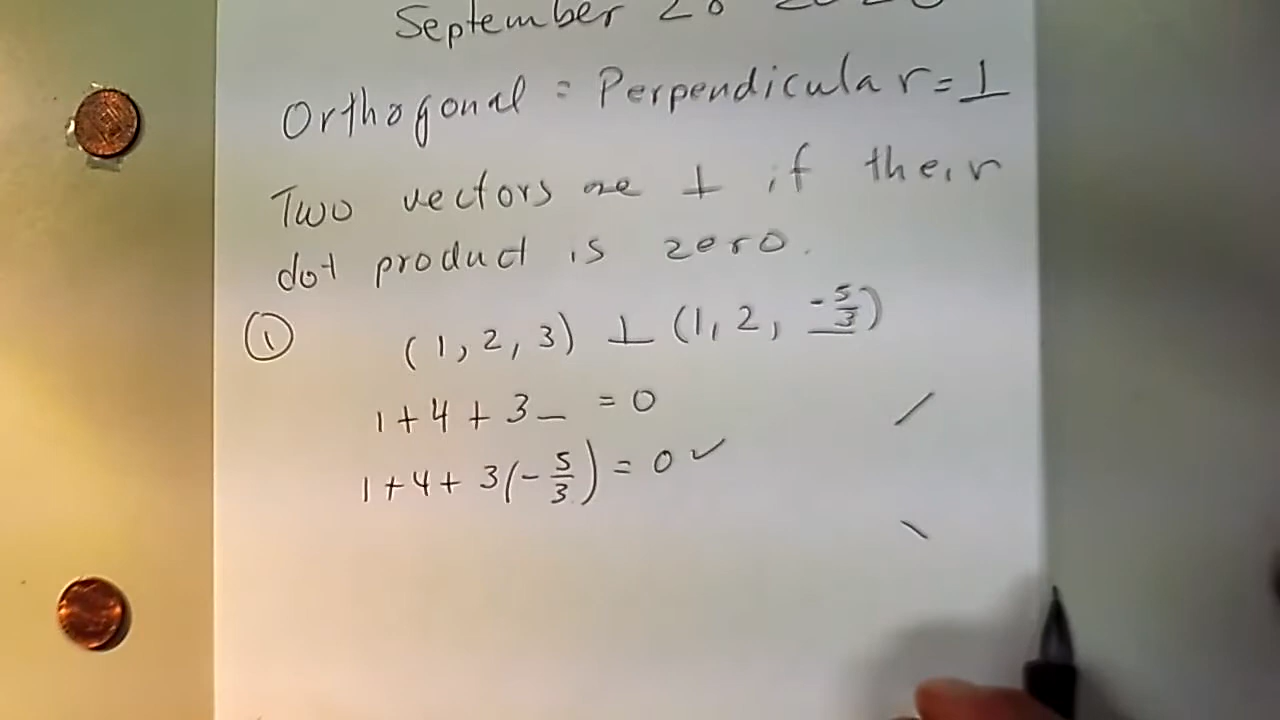 September 28
Orthogonal = Perpendicular = ⊥
Two vectors are ⊥ if their
dot product is zero.
① (1, 2, 3) ⊥ (1, 2, -5/3)
1 + 4 + 3_ = 0
1 + 4 + 3(-5/3) = 0 ✓